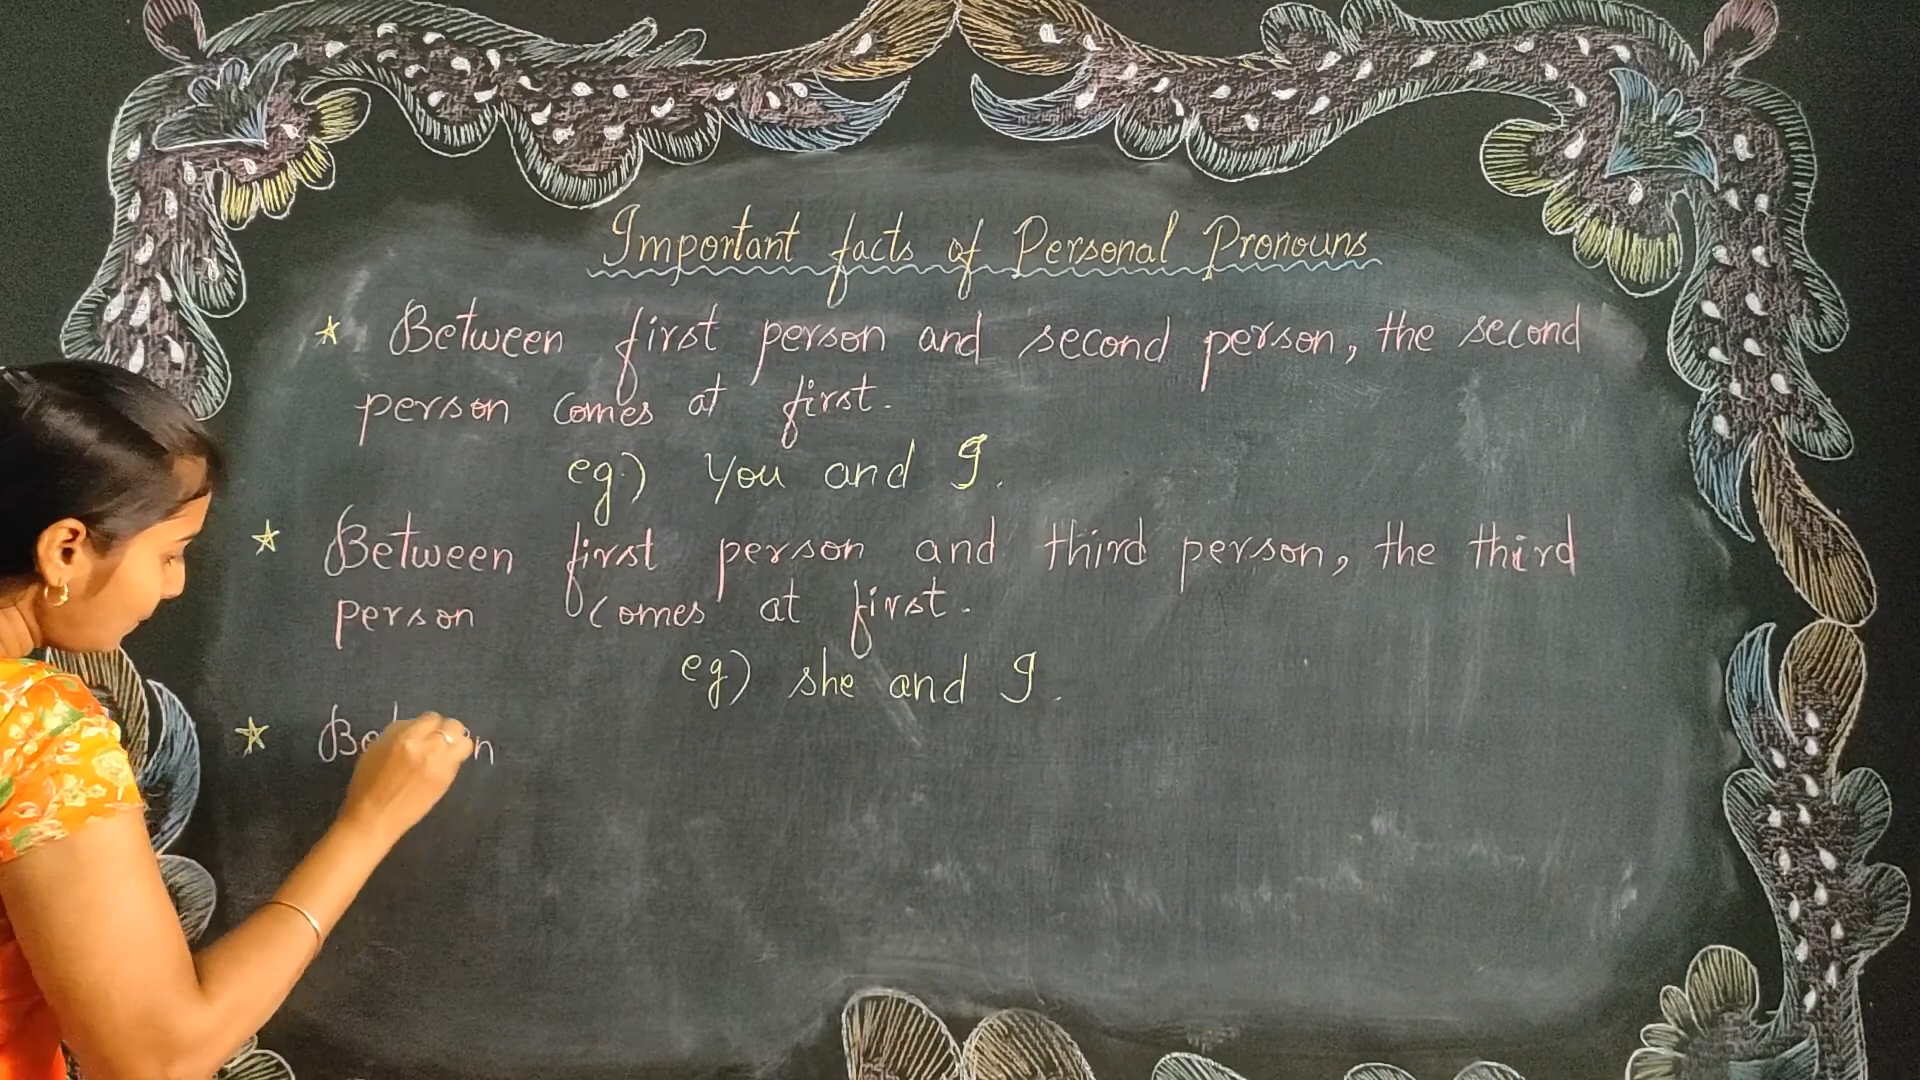 Important facts of Personal Pronouns
* Between first person and second person, the second
person comes at first.
eg.) You and I.
* Between first person and third person, the third
person comes at first.
eg) she and I.
*